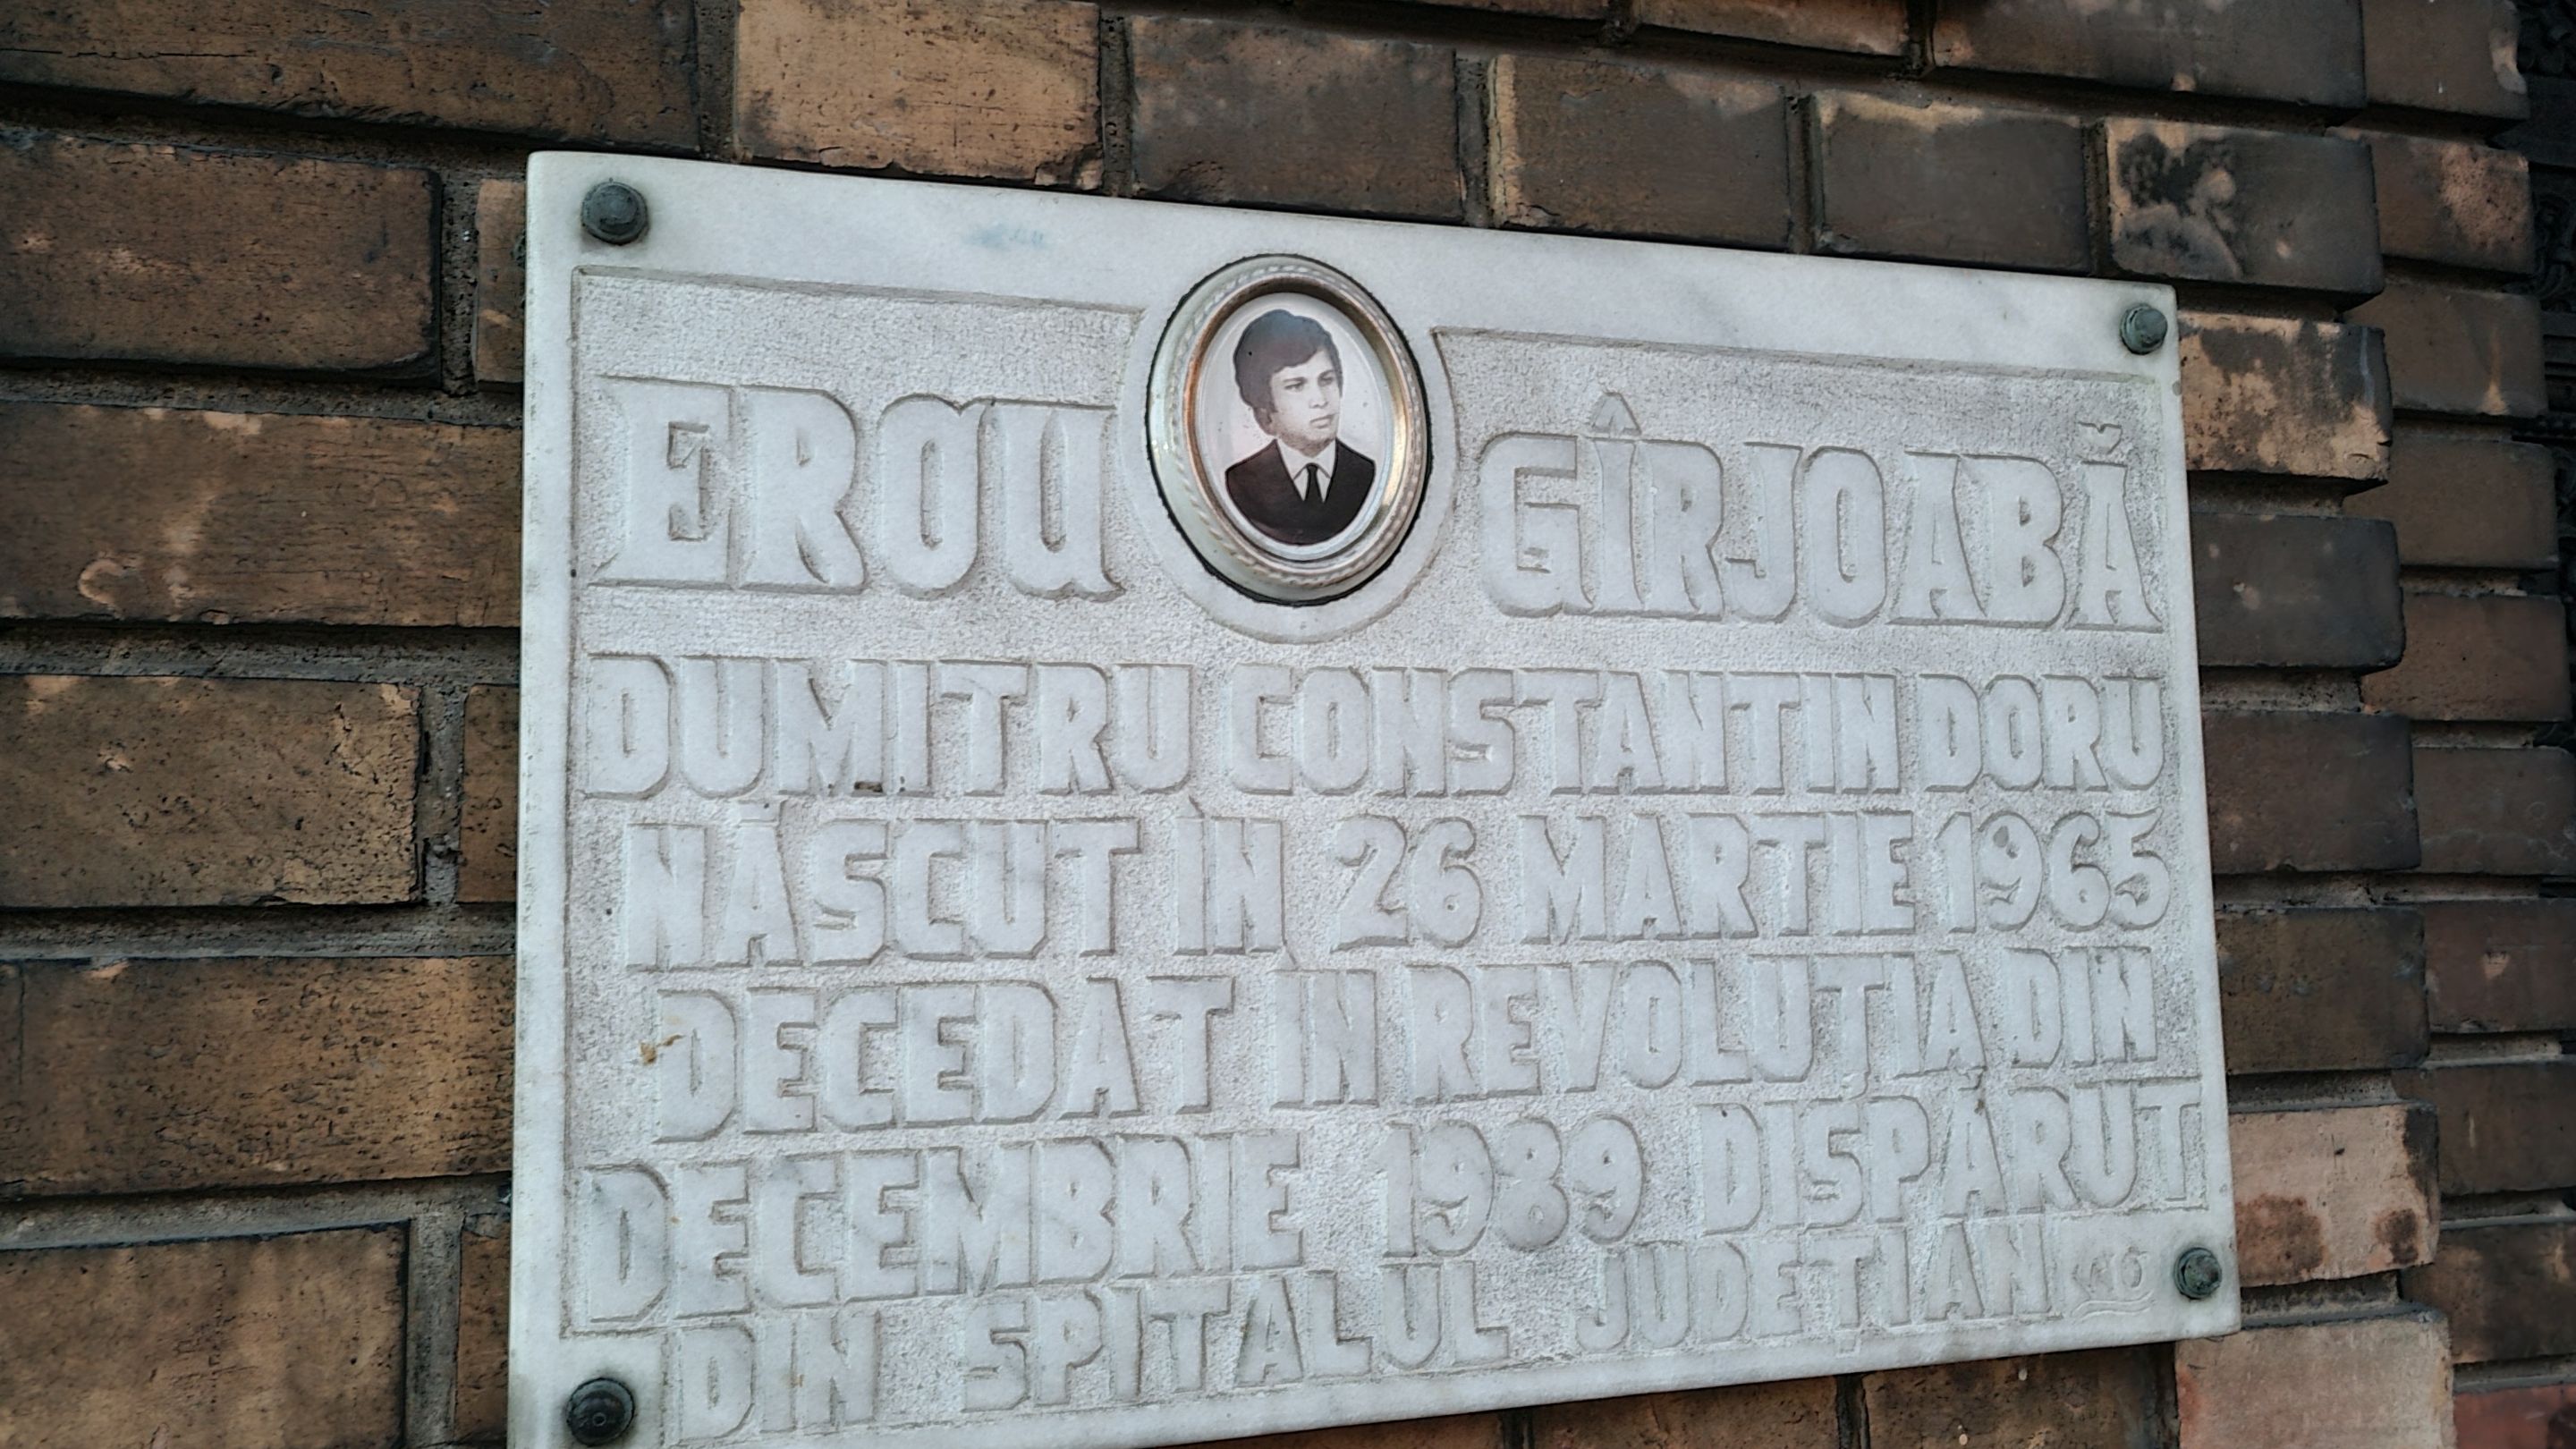 EROU GÎRJOABĂ
DUMITRU CONSTANTIN DORU
NĂSCUT ÎN 26 MARTIE 1965
DECEDAT ÎN REVOLUȚIA DIN
DECEMBRIE 1989 DISPĂRUT
DIN SPITALUL JUDEȚIAN